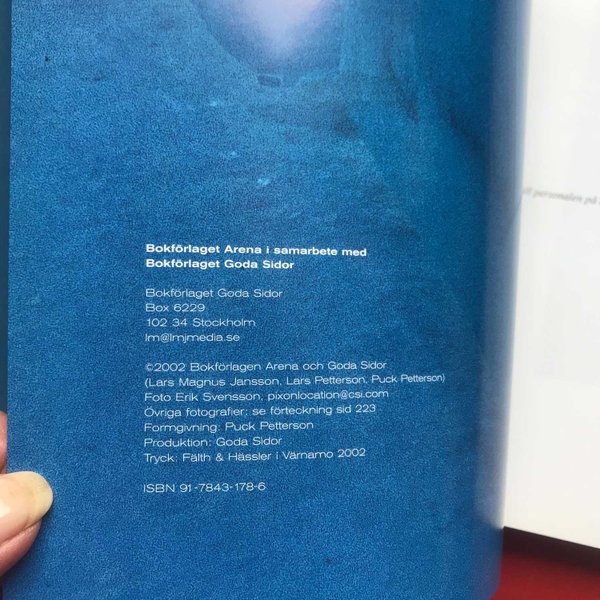 Bokförlaget Arena i samarbete med
Bokförlaget Goda Sidor
Bokförlaget Goda Sidor
Box 6229
102 34 Stockholm
lm@lmjmedia.se
©2002 Bokförlagen Arena och Goda Sidor
(Lars Magnus Jansson, Lars Petterson, Puck Petterson)
Foto Erik Svensson, pixonlocation@csi.com
Övriga fotografier; se förteckning sid 223
Formgivning: Puck Petterson
Produktion: Goda Sidor
Tryck: Fälth & Hässler i Värnamo 2002
ISBN 91-7843-178-6
personalen på